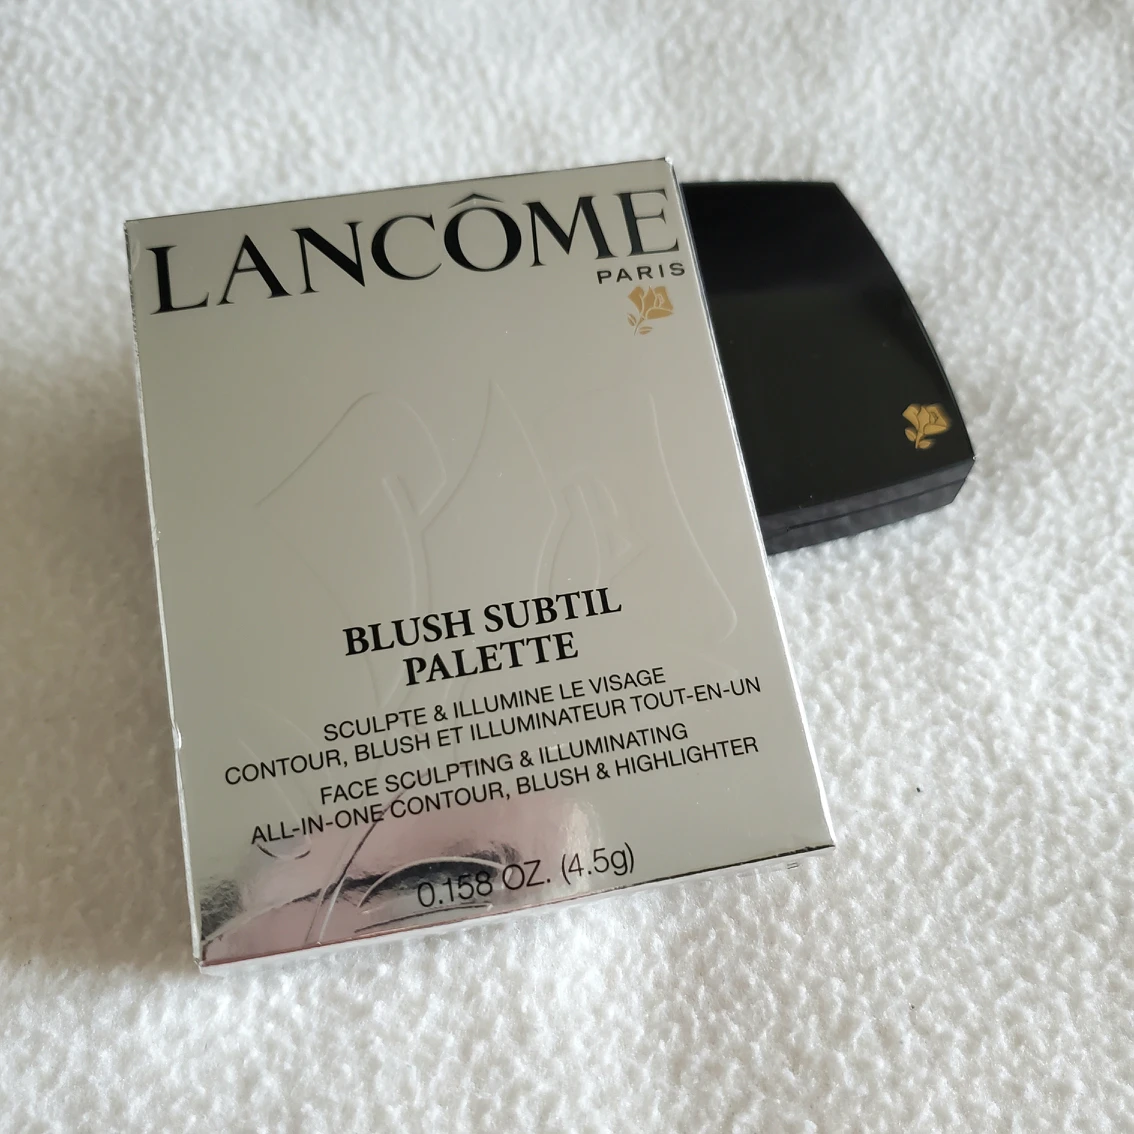 LANCÔME
PARIS
BLUSH SUBTIL
PALETTE
SCULPTE & ILLUMINE LE VISAGE
CONTOUR, BLUSH ET ILLUMINATEUR TOUT-EN-UN
FACE SCULPTING & ILLUMINATING
ALL-IN-ONE CONTOUR, BLUSH & HIGHLIGHTER
0.158 OZ. (4.5g)